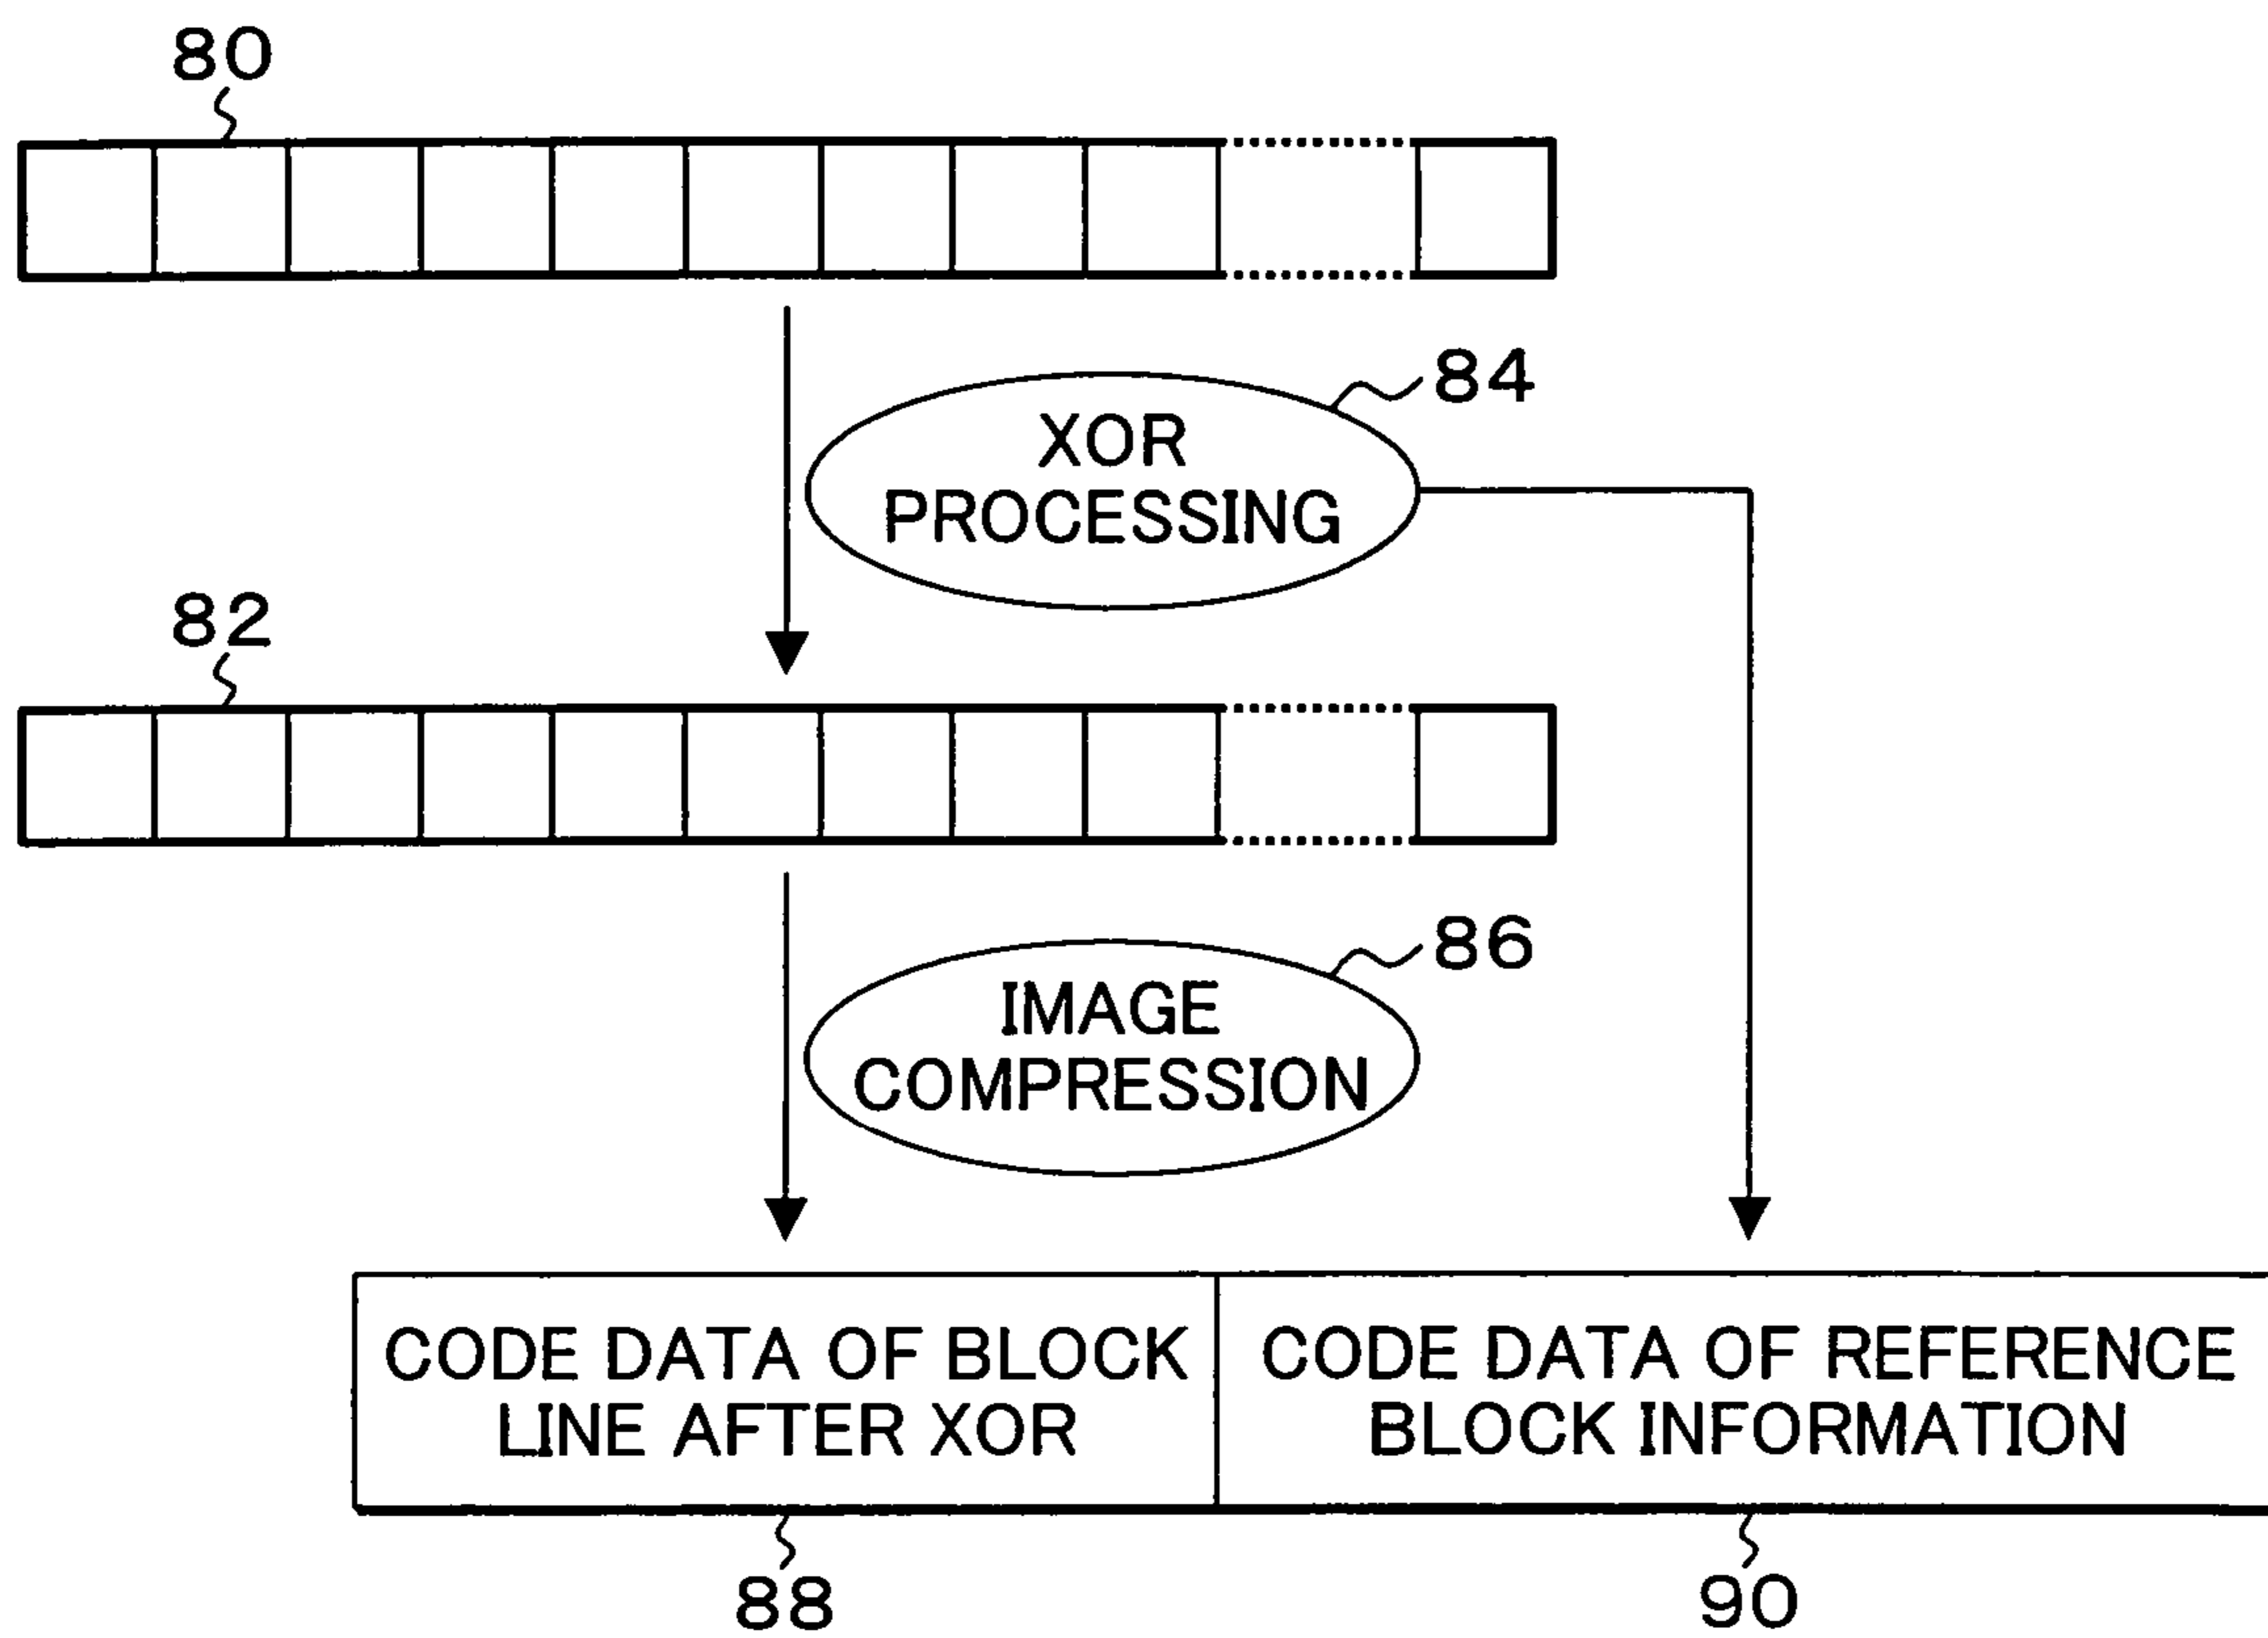 80
84
XOR
PROCESSING
82
86
IMAGE
COMPRESSION
CODE DATA OF BLOCK
LINE AFTER XOR
CODE DATA OF REFERENCE
BLOCK INFORMATION
88
90